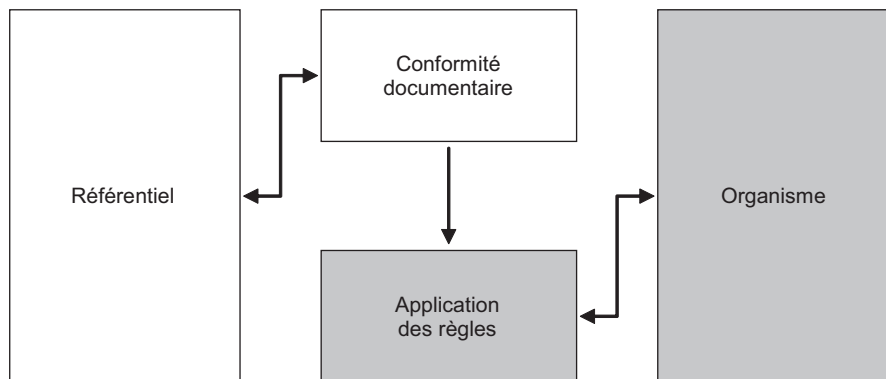 Référentiel
Conformité
documentaire
Application
des règles
Organisme